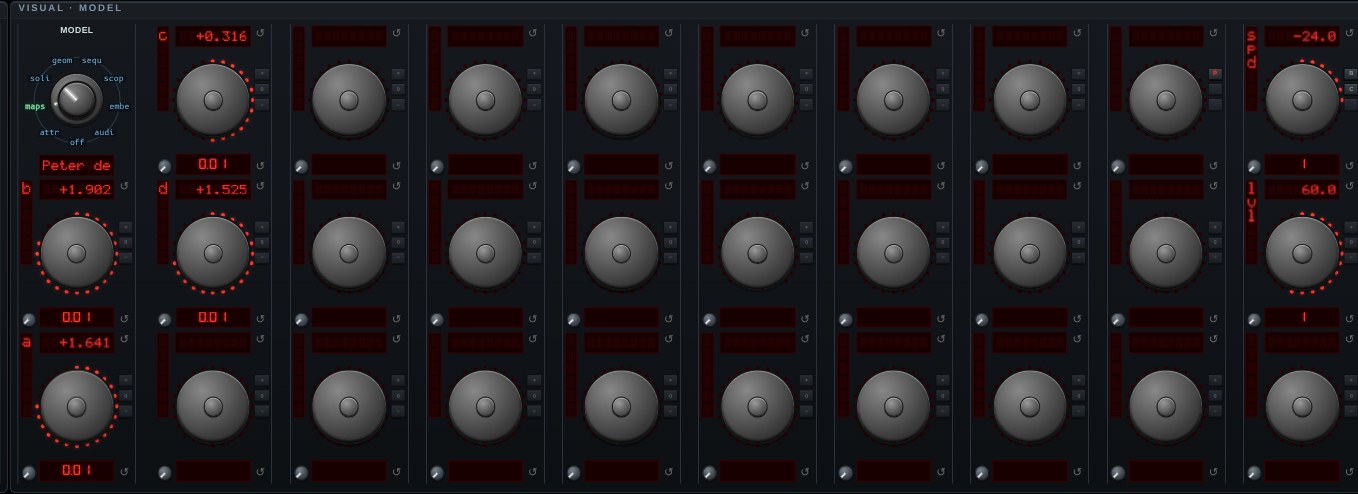 VISUAL · MODEL
MODEL
geom sequ
soli scop
maps embe
attr audi
off
Peter de
b +1.902
0.01
a +1.641
0.01
c +0.316
0.01
d +1.525
0.01
P
spd -24.0
B
C
1
lvl 60.0
1